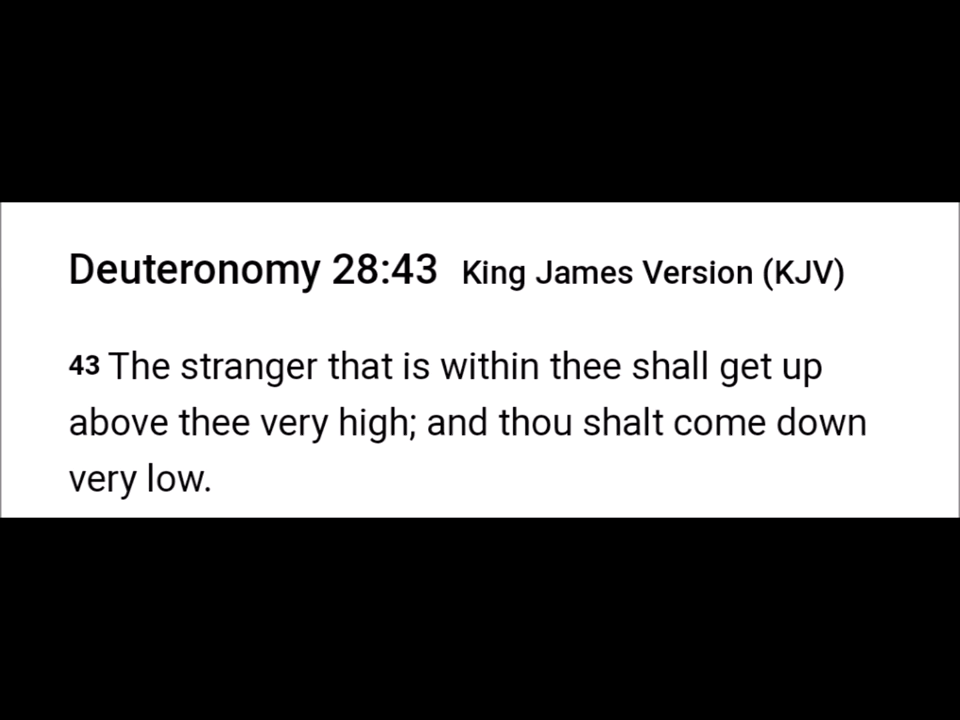 Deuteronomy 28:43 King James Version (KJV)
43 The stranger that is within thee shall get up
above thee very high; and thou shalt come down
very low.